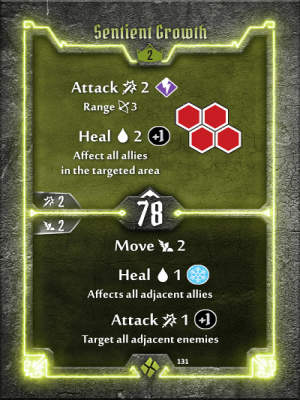 Sentient Growth
2
Attack 2
Range 3
Heal 2 +1
Affect all allies
in the targeted area
2
78
2
Move 2
Heal 1
Affects all adjacent allies
Attack 1 +1
Target all adjacent enemies
131